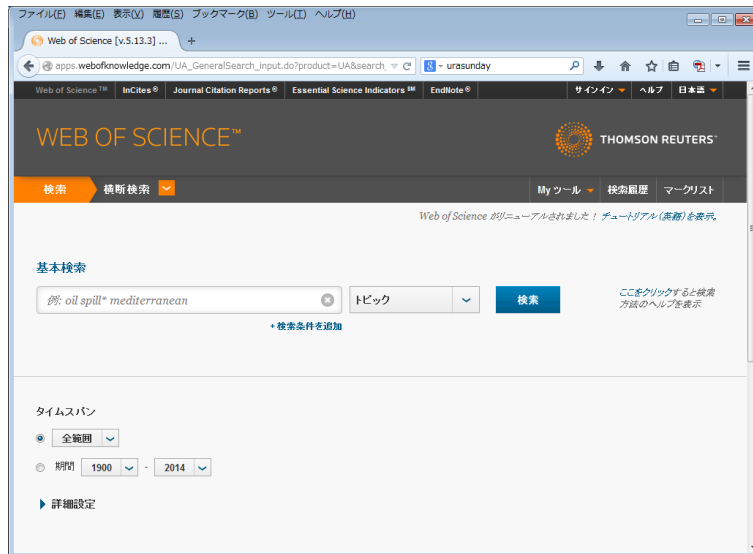 ファイル(F) 編集(E) 表示(V) 履歴(S) ブックマーク(B) ツール(T) ヘルプ(H)
Web of Science [v.5.13.3] ... +
apps.webofknowledge.com/UA_GeneralSearch_input.do?product=UA&search_ urasunday
Web of Science™ InCites® Journal Citation Reports® Essential Science Indicators℠ EndNote® サインイン ヘルプ 日本語
WEB OF SCIENCE™ THOMSON REUTERS™
検索 横断検索 My ツール 検索履歴 マークリスト
Web of Science がリニューアルされました! チュートリアル (英語) を表示。
基本検索
例: oil spill* mediterranean トピック 検索 ここをクリックすると検索
方法のヘルプを表示
+検索条件を追加
タイムスパン
全範囲
期間 1900 - 2014
詳細設定